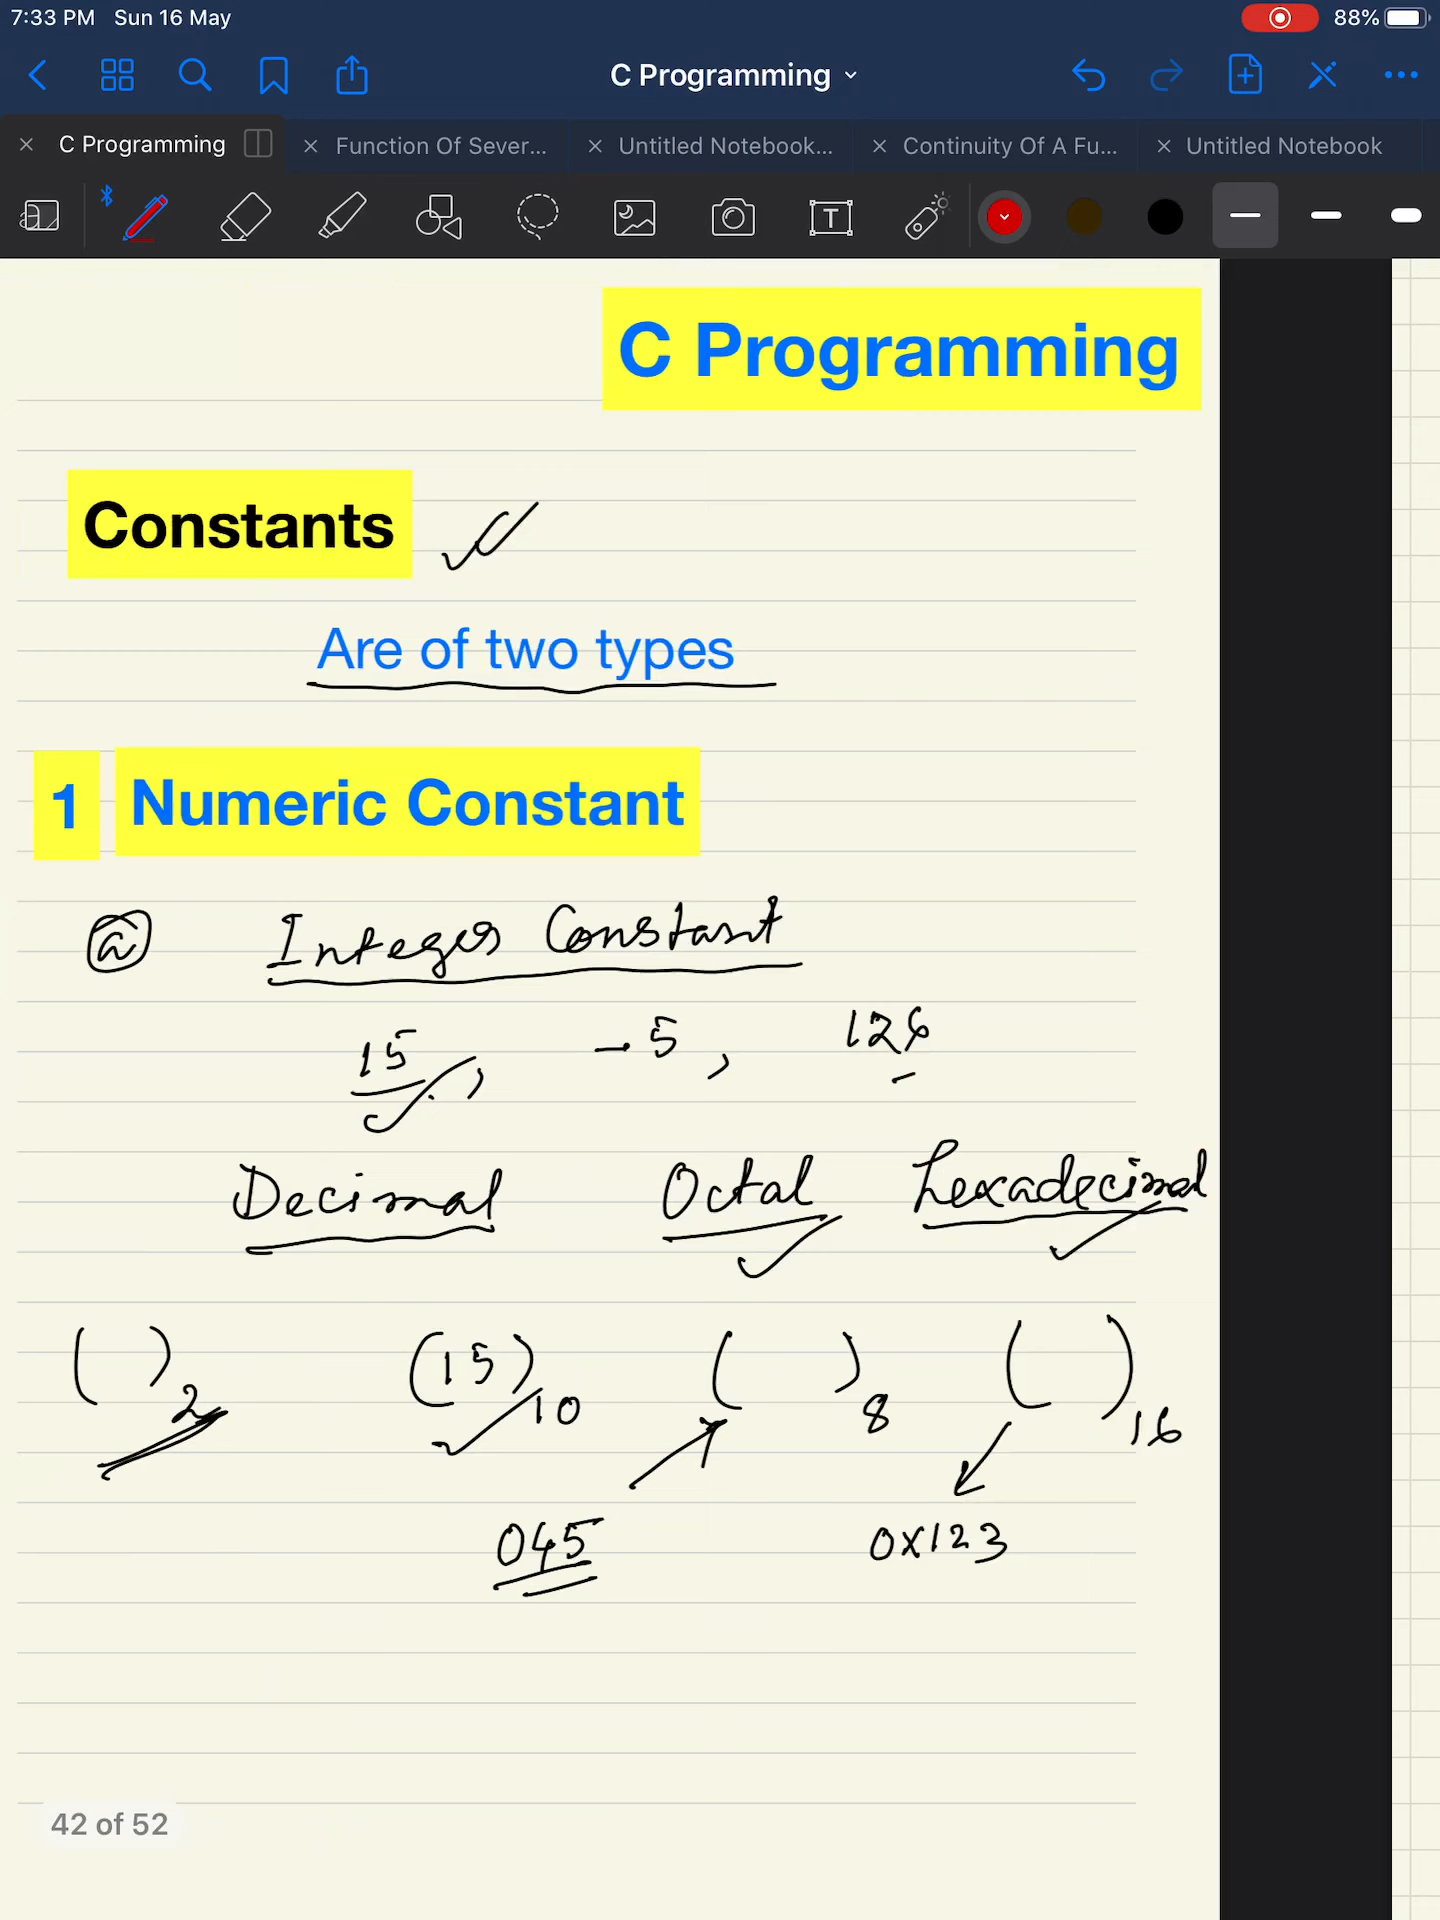 7:33 PM Sun 16 May 88%
C Programming
C Programming Function Of Sever... Untitled Notebook... Continuity Of A Fu... Untitled Notebook
C Programming
Constants
Are of two types
1 Numeric Constant
a Integer Constant
15, -5,
Decimal Octal hexadecimal
( )2 (15)10 ( )8 ( )16
045 0x123
42 of 52